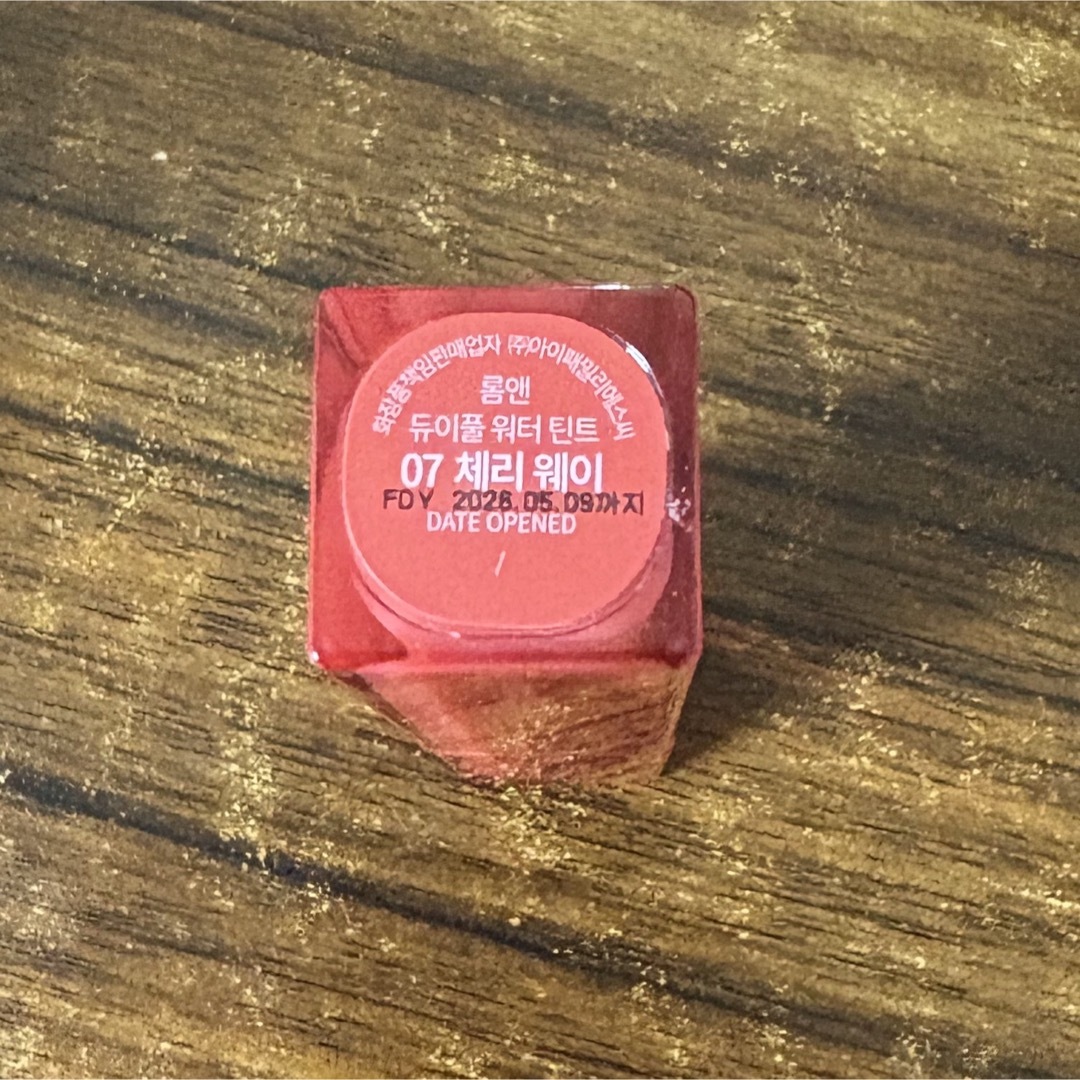 화장품책임판매업자 ㈜아이패밀리에스씨
롬앤
듀이풀 워터 틴트
07 체리 웨이
FDY 2026.05.09까지
DATE OPENED
/